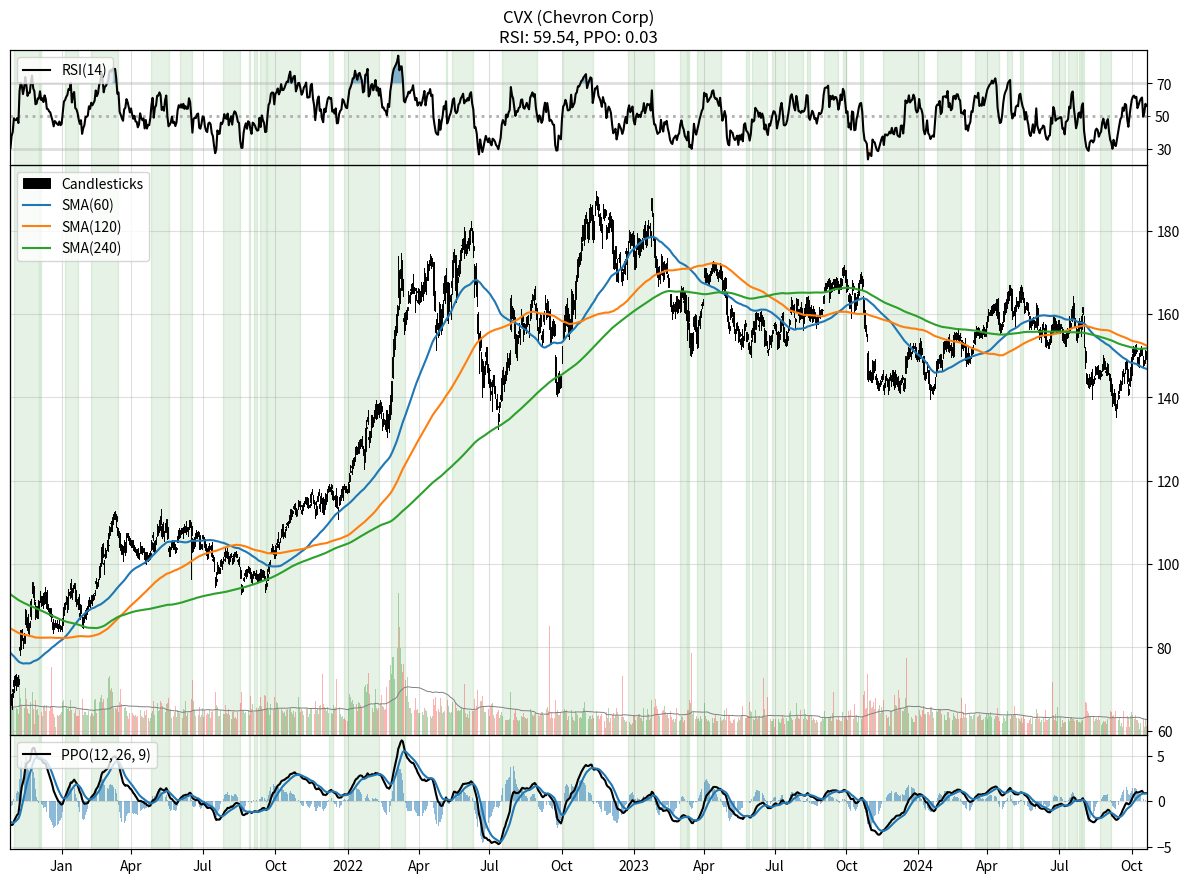 CVX (Chevron Corp)
RSI: 59.54, PPO: 0.03
RSI(14)
70
50
30
Candlesticks
SMA(60)
SMA(120)
SMA(240)
180
160
140
120
100
80
60
PPO(12, 26, 9)
5
0
−5
Jan Apr Jul Oct 2022 Apr Jul Oct 2023 Apr Jul Oct 2024 Apr Jul Oct